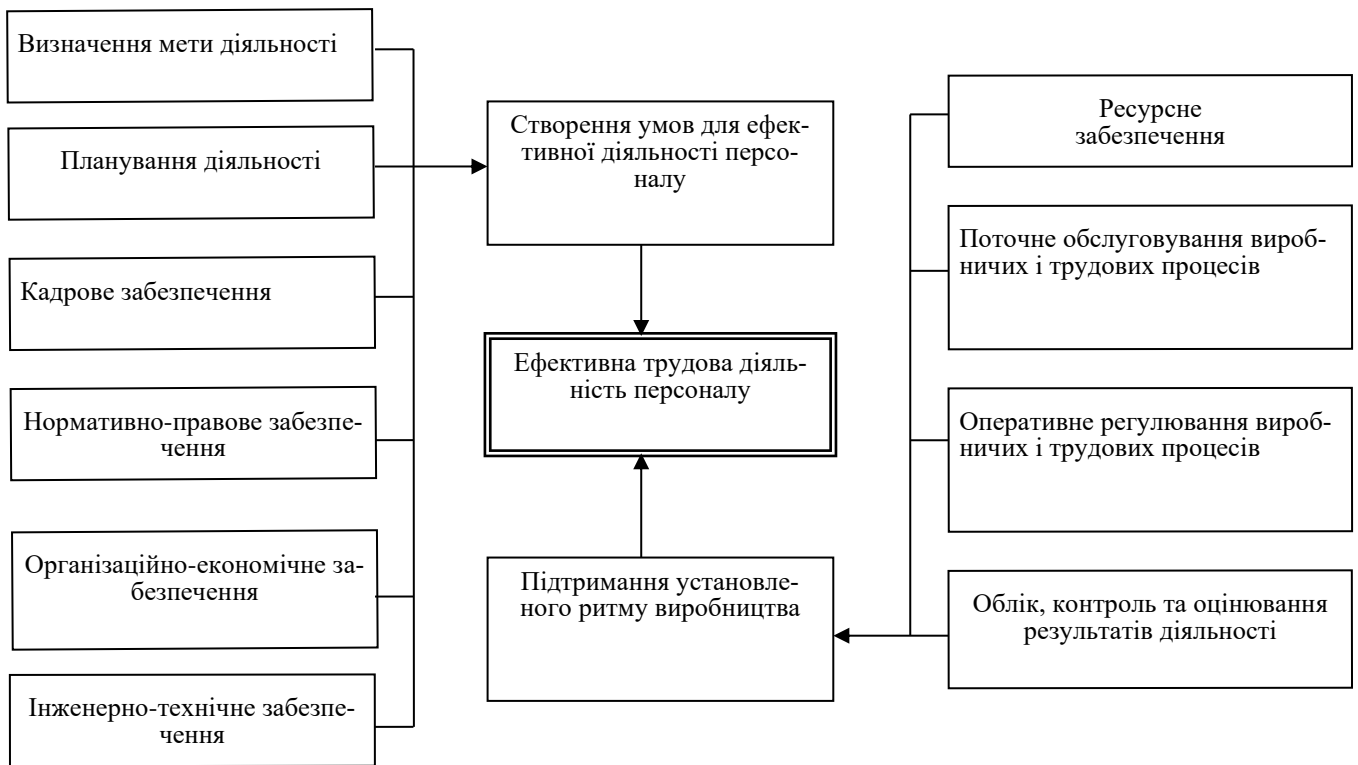 Визначення мети діяльності
Планування діяльності
Кадрове забезпечення
Нормативно-правове забезпе-
чення
Організаційно-економічне за-
безпечення
Інженерно-технічне забезпе-
чення
Створення умов для ефек-
тивної діяльності персо-
налу
Ефективна трудова діяль-
ність персоналу
Підтримання установле-
ного ритму виробництва
Ресурсне
забезпечення
Поточне обслуговування вироб-
ничих і трудових процесів
Оперативне регулювання вироб-
ничих і трудових процесів
Облік, контроль та оцінювання
результатів діяльності